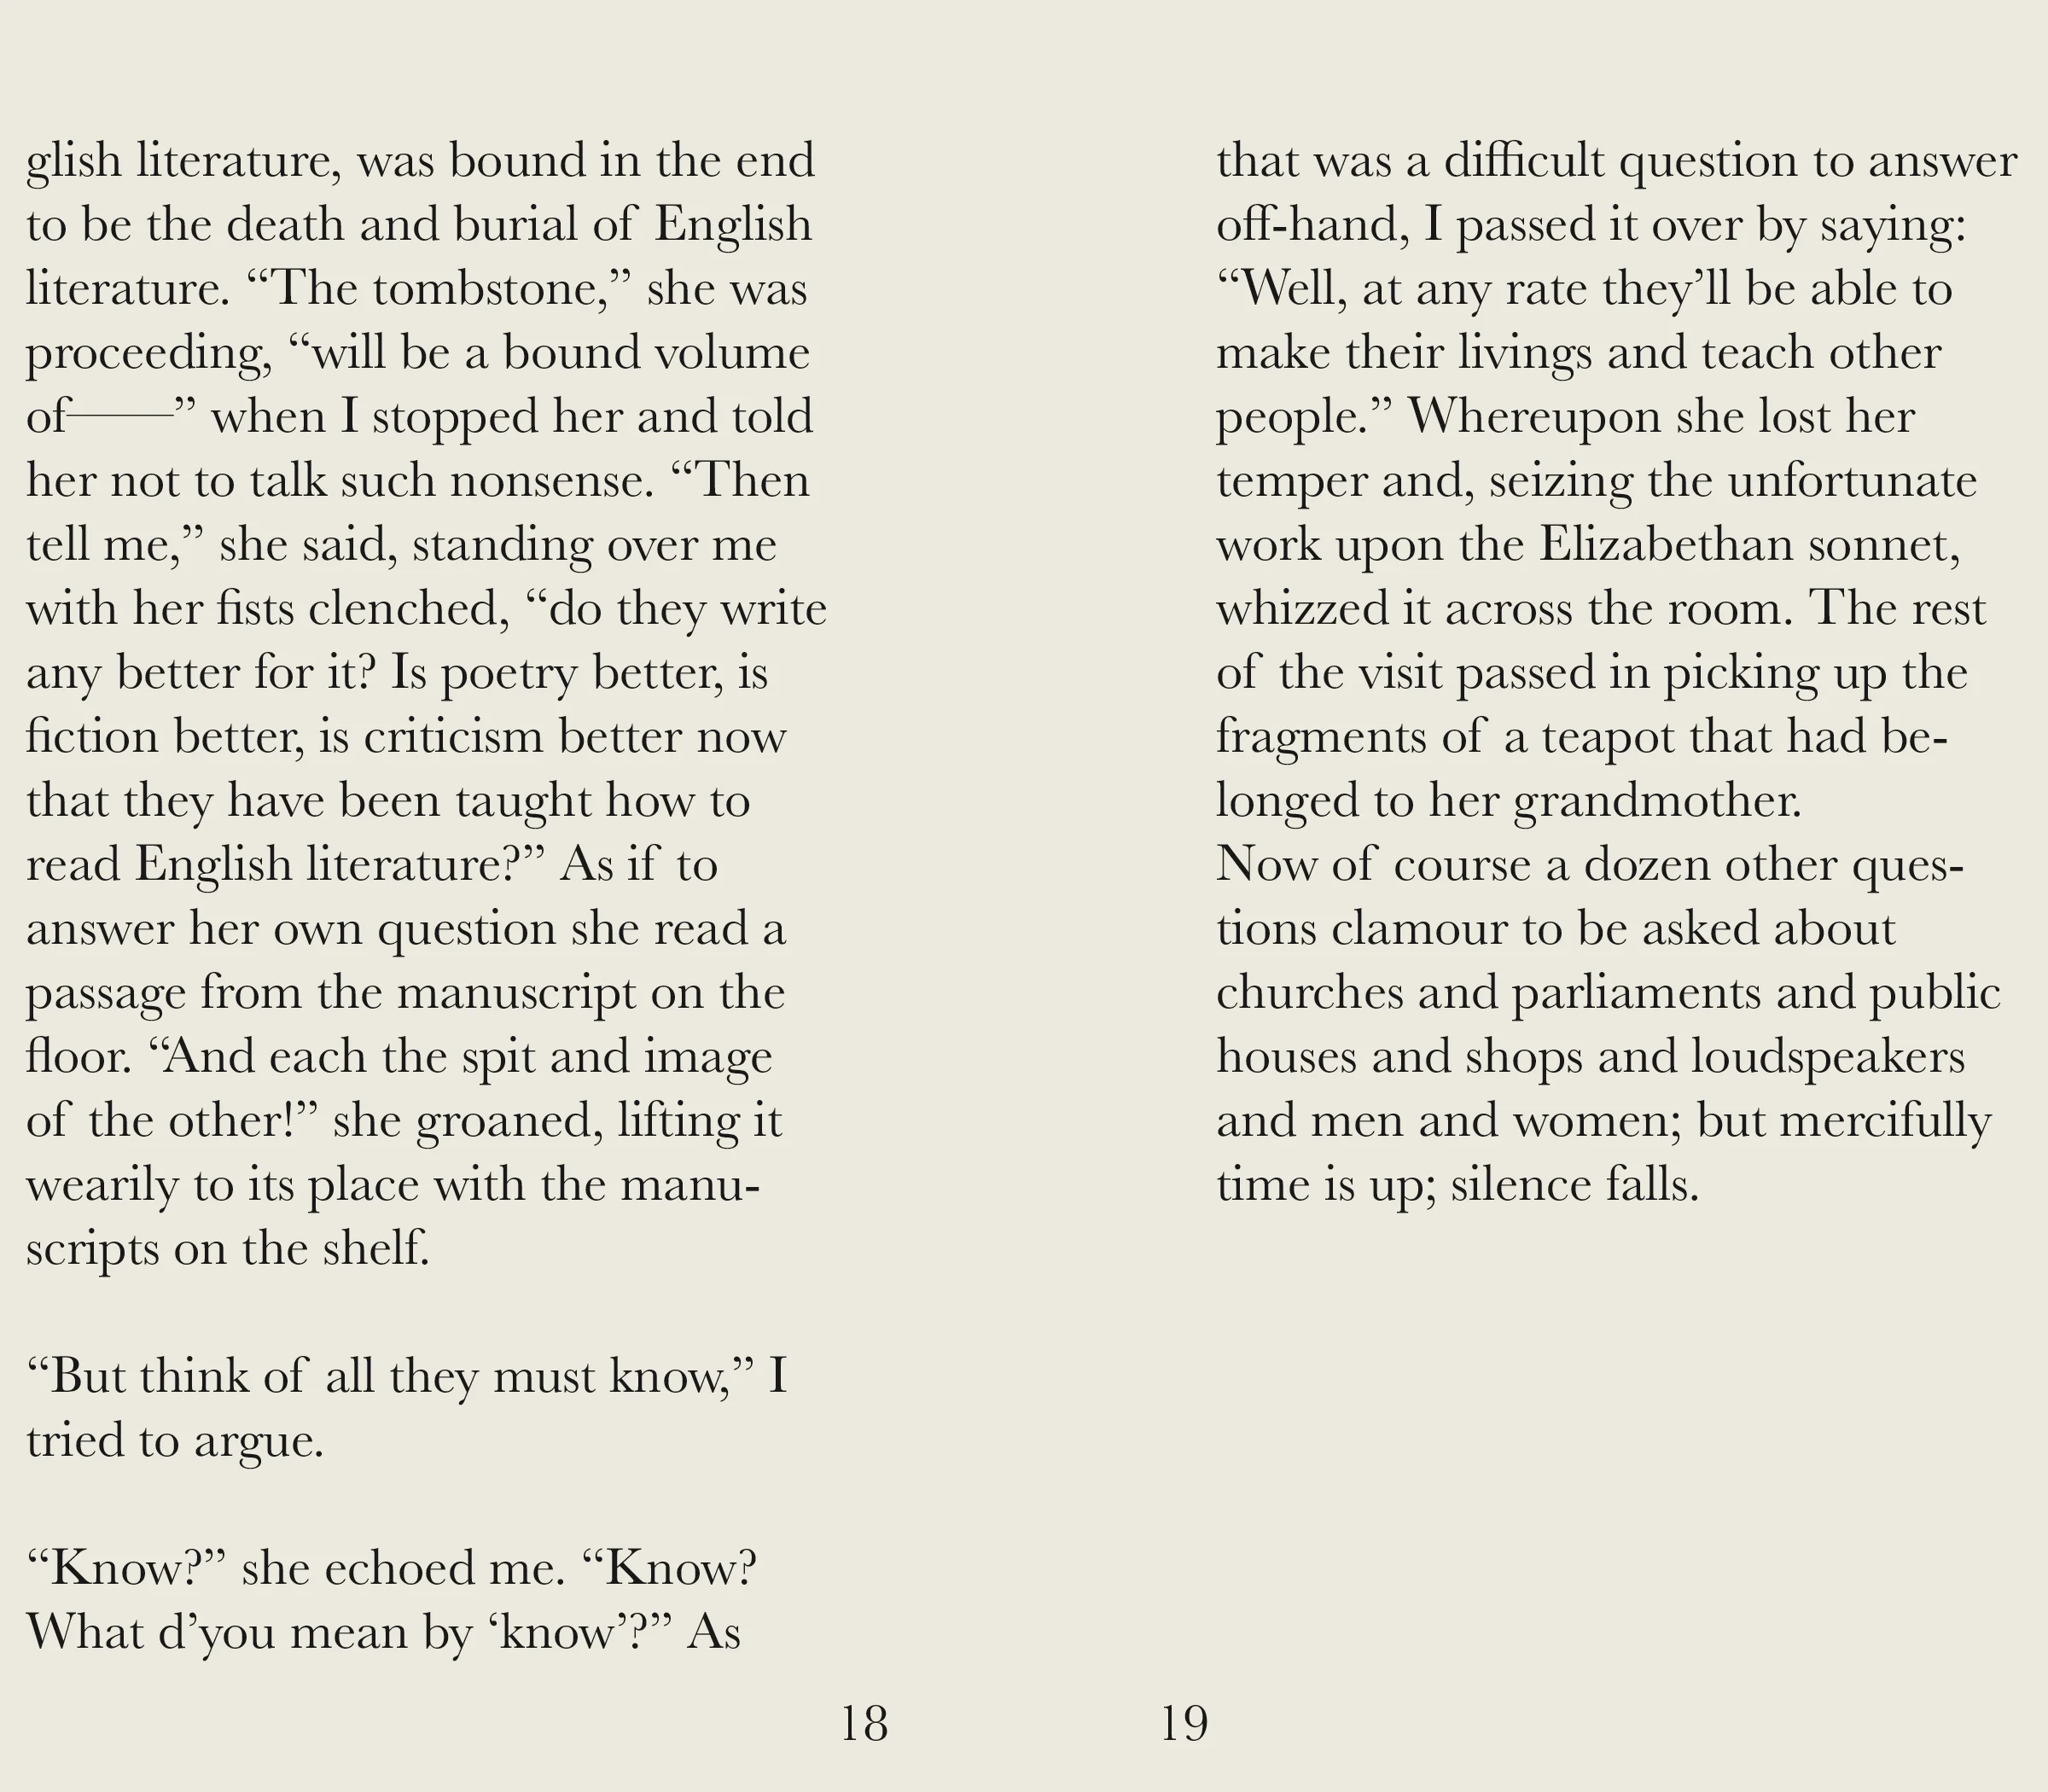 glish literature, was bound in the end
to be the death and burial of English
literature. “The tombstone,” she was
proceeding, “will be a bound volume
of——” when I stopped her and told
her not to talk such nonsense. “Then
tell me,” she said, standing over me
with her fists clenched, “do they write
any better for it? Is poetry better, is
fiction better, is criticism better now
that they have been taught how to
read English literature?” As if to
answer her own question she read a
passage from the manuscript on the
floor. “And each the spit and image
of the other!” she groaned, lifting it
wearily to its place with the manu-
scripts on the shelf.

“But think of all they must know,” I
tried to argue.

“Know?” she echoed me. “Know?
What d’you mean by ‘know’?” As
18
that was a difficult question to answer
off-hand, I passed it over by saying:
“Well, at any rate they’ll be able to
make their livings and teach other
people.” Whereupon she lost her
temper and, seizing the unfortunate
work upon the Elizabethan sonnet,
whizzed it across the room. The rest
of the visit passed in picking up the
fragments of a teapot that had be-
longed to her grandmother.
Now of course a dozen other ques-
tions clamour to be asked about
churches and parliaments and public
houses and shops and loudspeakers
and men and women; but mercifully
time is up; silence falls.
19